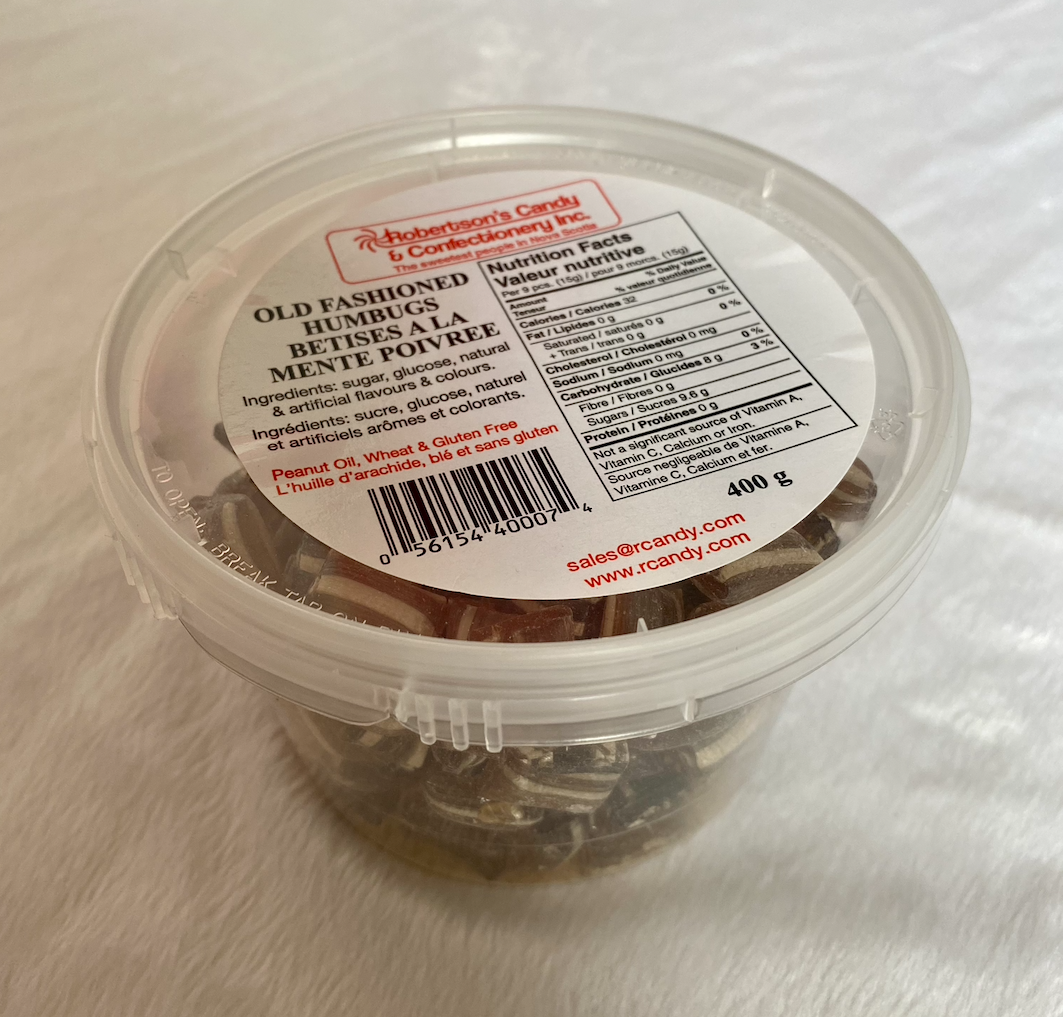 Robertson's Candy
& Confectionery Inc.
The sweetest people in Nova Scotia
OLD FASHIONED
HUMBUGS
BETISES A LA
MENTE POIVREE
Ingredients: sugar, glucose, natural
& artificial flavours & colours.
Ingrédients: sucre, glucose, naturel
et artificiels arômes et colorants.
Peanut Oil, Wheat & Gluten Free
L'huille d'arachide, blé et sans gluten
0 56154 40007 4
Nutrition Facts
Valeur nutritive
Per 9 pcs. (15g) / pour 9 morcs. (15g)
Amount % Daily Value
Teneur % valeur quotidienne
Calories / Calories 32 0 %
Fat / Lipides 0 g 0 %
Saturated / saturés 0 g
+ Trans / trans 0 g
Cholesterol / Cholestérol 0 mg
Sodium / Sodium 0 mg 0 %
Carbohydrate / Glucides 8 g 3 %
Fibre / Fibres 0 g
Sugars / Sucres 9.6 g
Protein / Protéines 0 g
Not a significant source of Vitamin A,
Vitamin C, Calcium or Iron.
Source negligeable de Vitamine A,
Vitamine C, Calcium et fer.
400 g
sales@rcandy.com
www.rcandy.com
TO OPEN, BREAK TAB ON